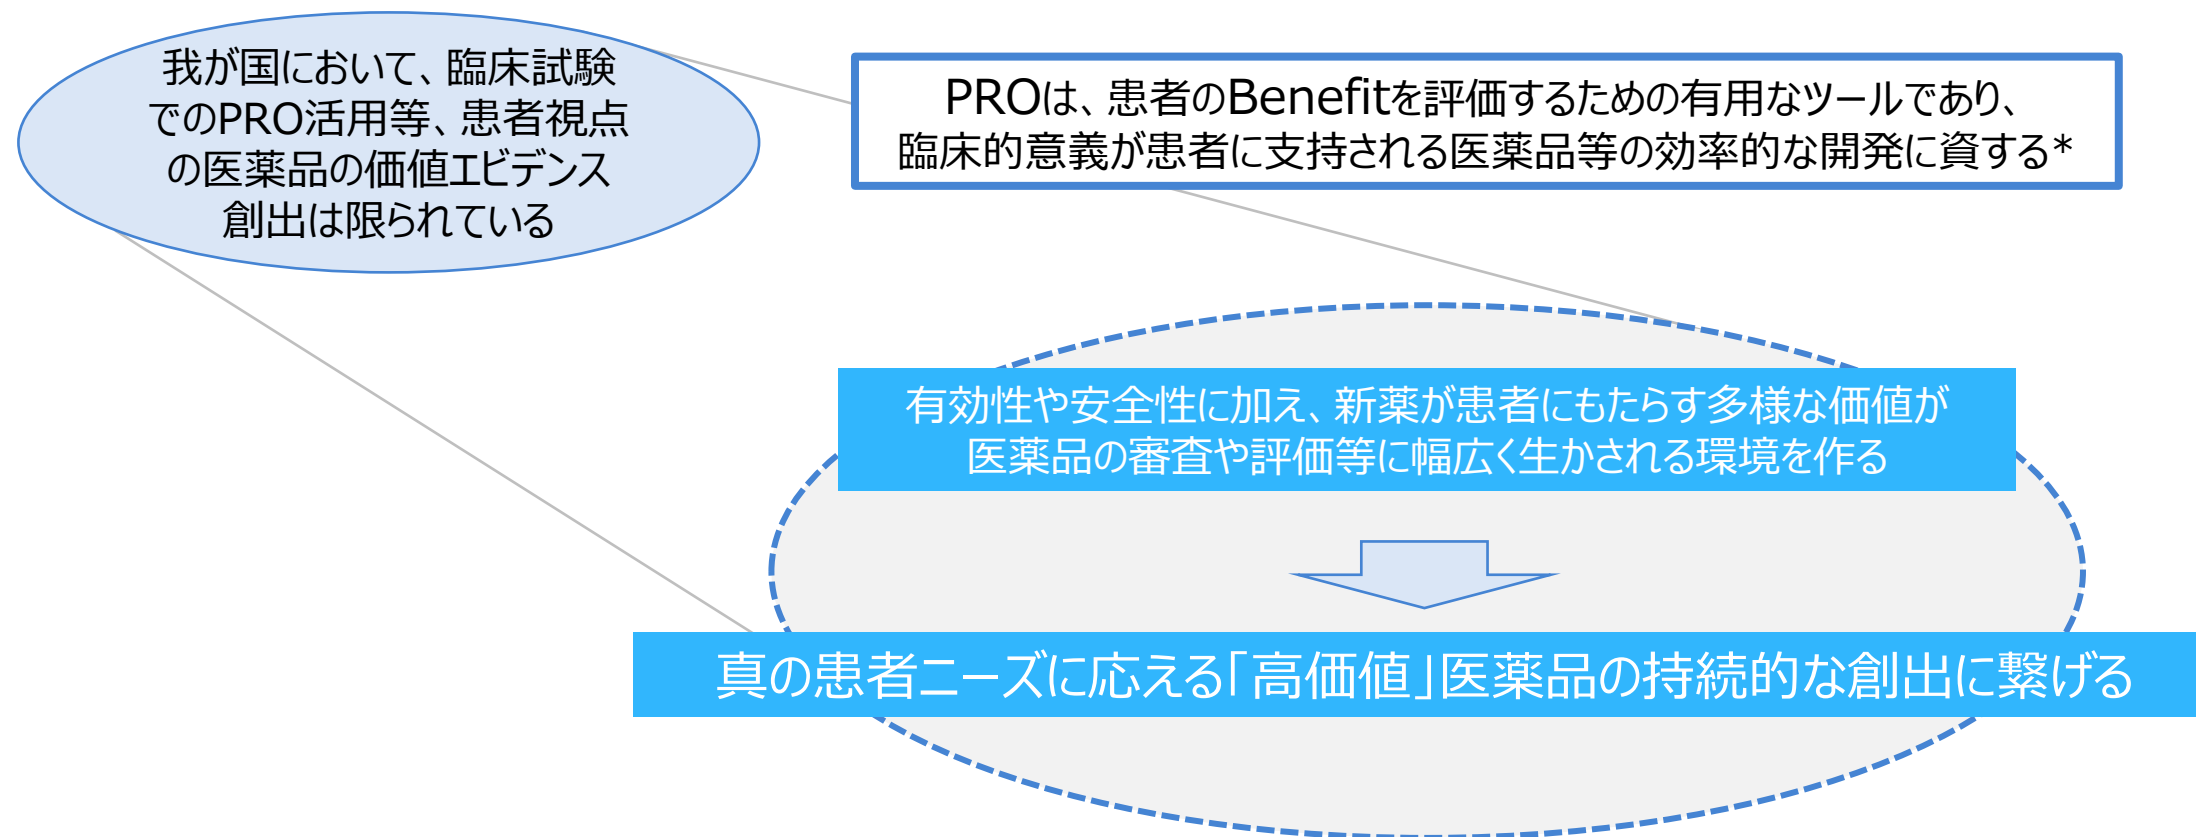 我が国において、臨床試験
でのPRO活用等、患者視点
の医薬品の価値エビデンス
創出は限られている
PROは、患者のBenefitを評価するための有用なツールであり、
臨床的意義が患者に支持される医薬品等の効率的な開発に資する*
有効性や安全性に加え、新薬が患者にもたらす多様な価値が
医薬品の審査や評価等に幅広く生かされる環境を作る
真の患者ニーズに応える「高価値」医薬品の持続的な創出に繋げる